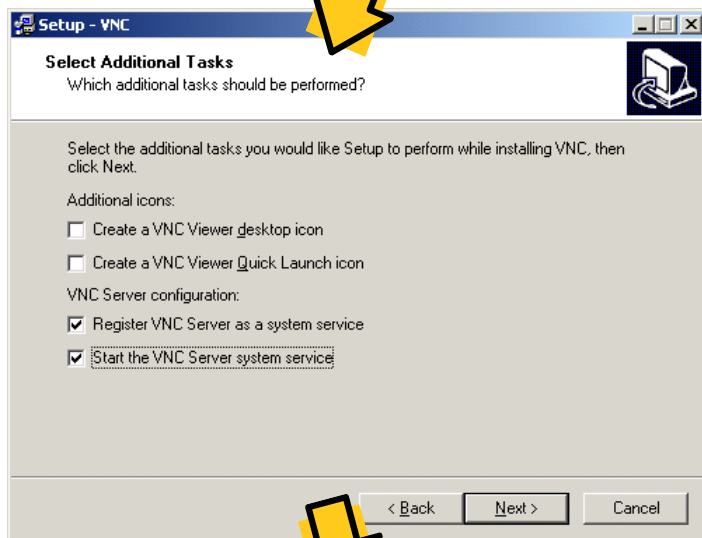 Setup - VNC
Select Additional Tasks
Which additional tasks should be performed?
Select the additional tasks you would like Setup to perform while installing VNC, then
click Next.
Additional icons:
Create a VNC Viewer desktop icon
Create a VNC Viewer Quick Launch icon
VNC Server configuration:
Register VNC Server as a system service
Start the VNC Server system service
< Back
Next >
Cancel